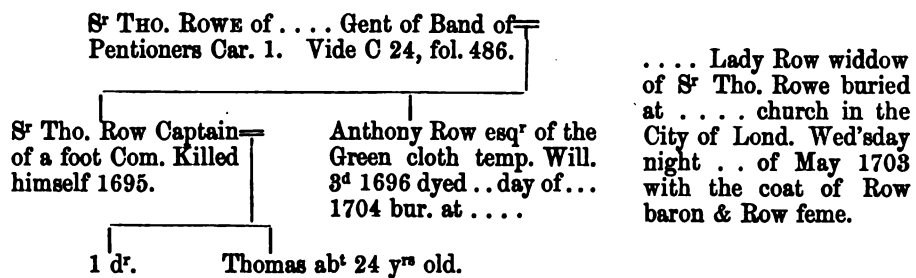 Sʳ Tʜᴏ. Rᴏᴡᴇ of . . . . Gent of Band of=
Pentioners Car. 1. Vide C 24, fol. 486.
Sʳ Tho. Row Captain=
of a foot Com. Killed
himself 1695.
Anthony Row esqʳ of the
Green cloth temp. Will.
3ᵈ 1696 dyed . . day of . . .
1704 bur. at . . . .
. . . . Lady Row widdow
of Sʳ Tho. Rowe buried
at . . . . church in the
City of Lond. Wed'sday
night . . of May 1703
with the coat of Row
baron & Row feme.
1 dʳ.
Thomas abᵗ 24 yʳˢ old.